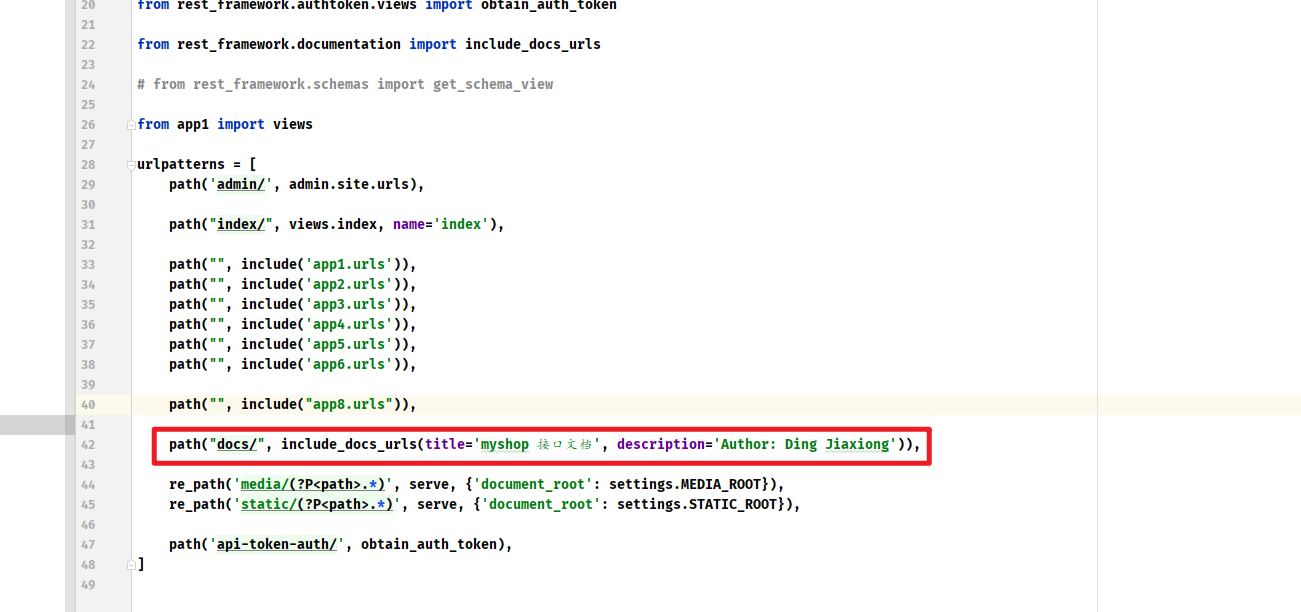 20 from rest_framework.authtoken.views import obtain_auth_token
21
22 from rest_framework.documentation import include_docs_urls
23
24 # from rest_framework.schemas import get_schema_view
25
26 from app1 import views
27
28 urlpatterns = [
29     path('admin/', admin.site.urls),
30
31     path("index/", views.index, name='index'),
32
33     path("", include('app1.urls')),
34     path("", include('app2.urls')),
35     path("", include('app3.urls')),
36     path("", include('app4.urls')),
37     path("", include('app5.urls')),
38     path("", include('app6.urls')),
39
40     path("", include("app8.urls")),
41
42     path("docs/", include_docs_urls(title='myshop 接口文档', description='Author: Ding Jiaxiong')),
43
44     re_path('media/(?P<path>.*)', serve, {'document_root': settings.MEDIA_ROOT}),
45     re_path('static/(?P<path>.*)', serve, {'document_root': settings.STATIC_ROOT}),
46
47     path('api-token-auth/', obtain_auth_token),
48 ]
49